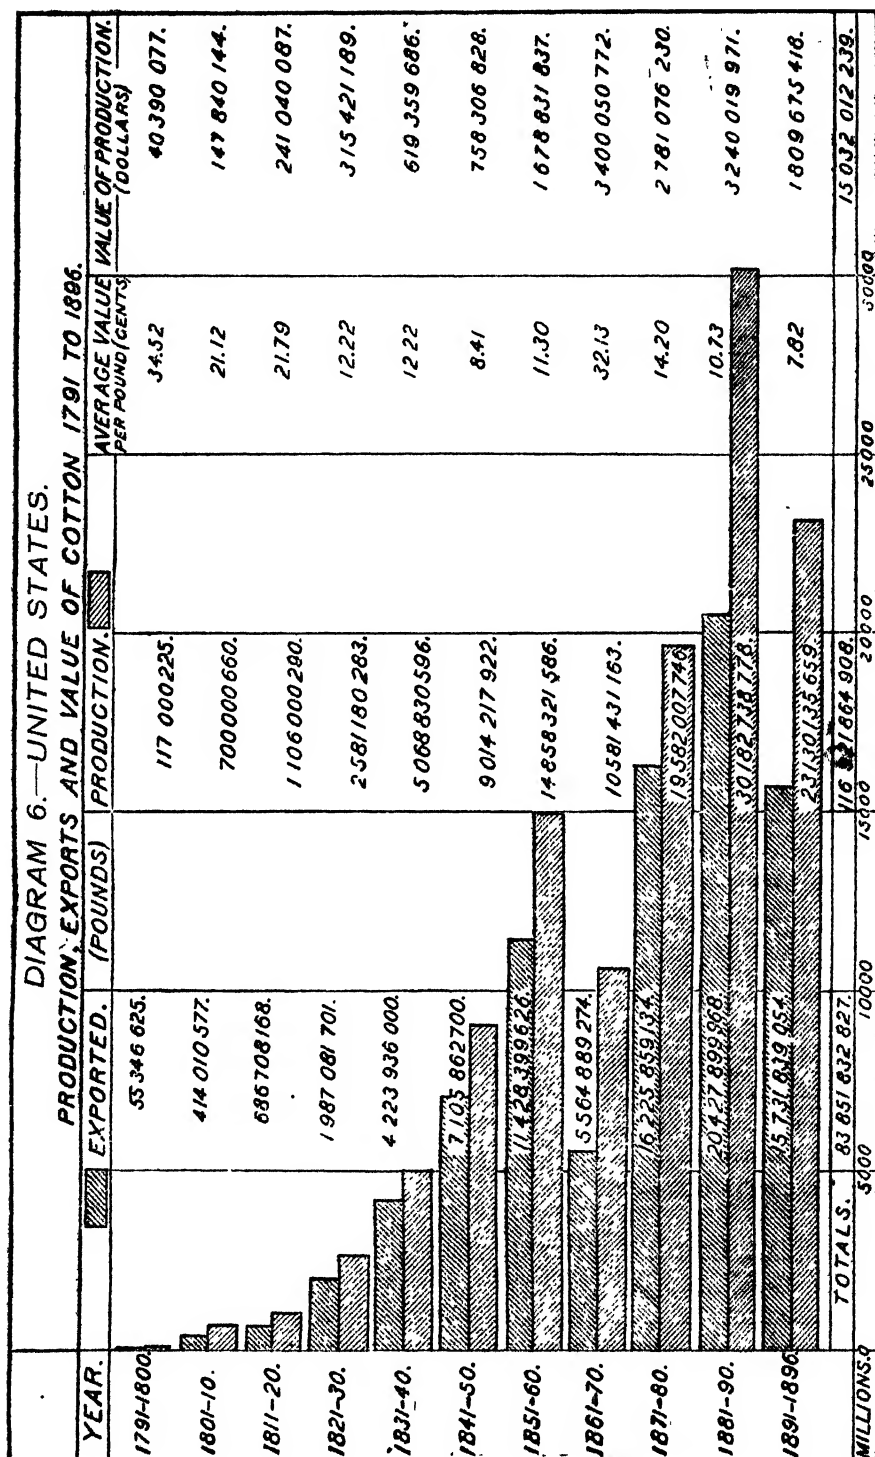 DIAGRAM 6.—UNITED STATES.
PRODUCTION, EXPORTS AND VALUE OF COTTON 1791 TO 1896.
YEAR. EXPORTED. (POUNDS) PRODUCTION. AVERAGE VALUE PER POUND (CENTS) VALUE OF PRODUCTION. (DOLLARS)
1791-1800. 55 346 625. 117 000 225. 34.52 40 390 077.
1801-10. 414 010 577. 700 000 660. 21.12 147 840 144.
1811-20. 686 708 168. 1 106 000 290. 21.79 241 040 087.
1821-30. 1 987 081 701. 2 581 180 283. 12.22 315 421 189.
1831-40. 4 223 936 000. 5 068 830 596. 12 22 619 359 686.
1841-50. 7 105 862 700. 9 014 217 922. 8.41 758 306 828.
1851-60. 11 428 399 626. 14 858 321 586. 11.30 1 678 831 837.
1861-70. 5 564 889 274. 10 581 431 163. 32.13 3400 050 772.
1871-80. 16 225 859 134. 19 582 007 746. 14.20 2 781 076 230.
1881-90. 20 427 899 968. 30 182 738 778. 10.73 3240 019 971.
1891-1896. 15 731 839 054. 23 130 135 659. 7.82 1809 675 418.
TOTALS. 83 851 832 827. 864 908. 15 032 012 239.
MILLIONS. 0 5000 10000 15000 20000 25000 30000